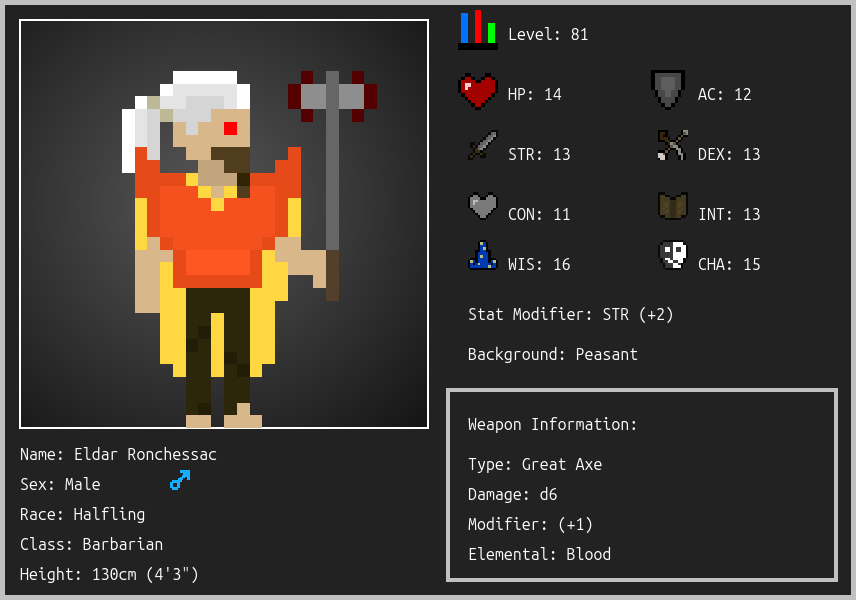 Level: 81
HP: 14 AC: 12
STR: 13 DEX: 13
CON: 11 INT: 13
WIS: 16 CHA: 15
Stat Modifier: STR (+2)
Background: Peasant
Weapon Information:
Type: Great Axe
Damage: d6
Modifier: (+1)
Elemental: Blood
Name: Eldar Ronchessac
Sex: Male
Race: Halfling
Class: Barbarian
Height: 130cm (4'3")